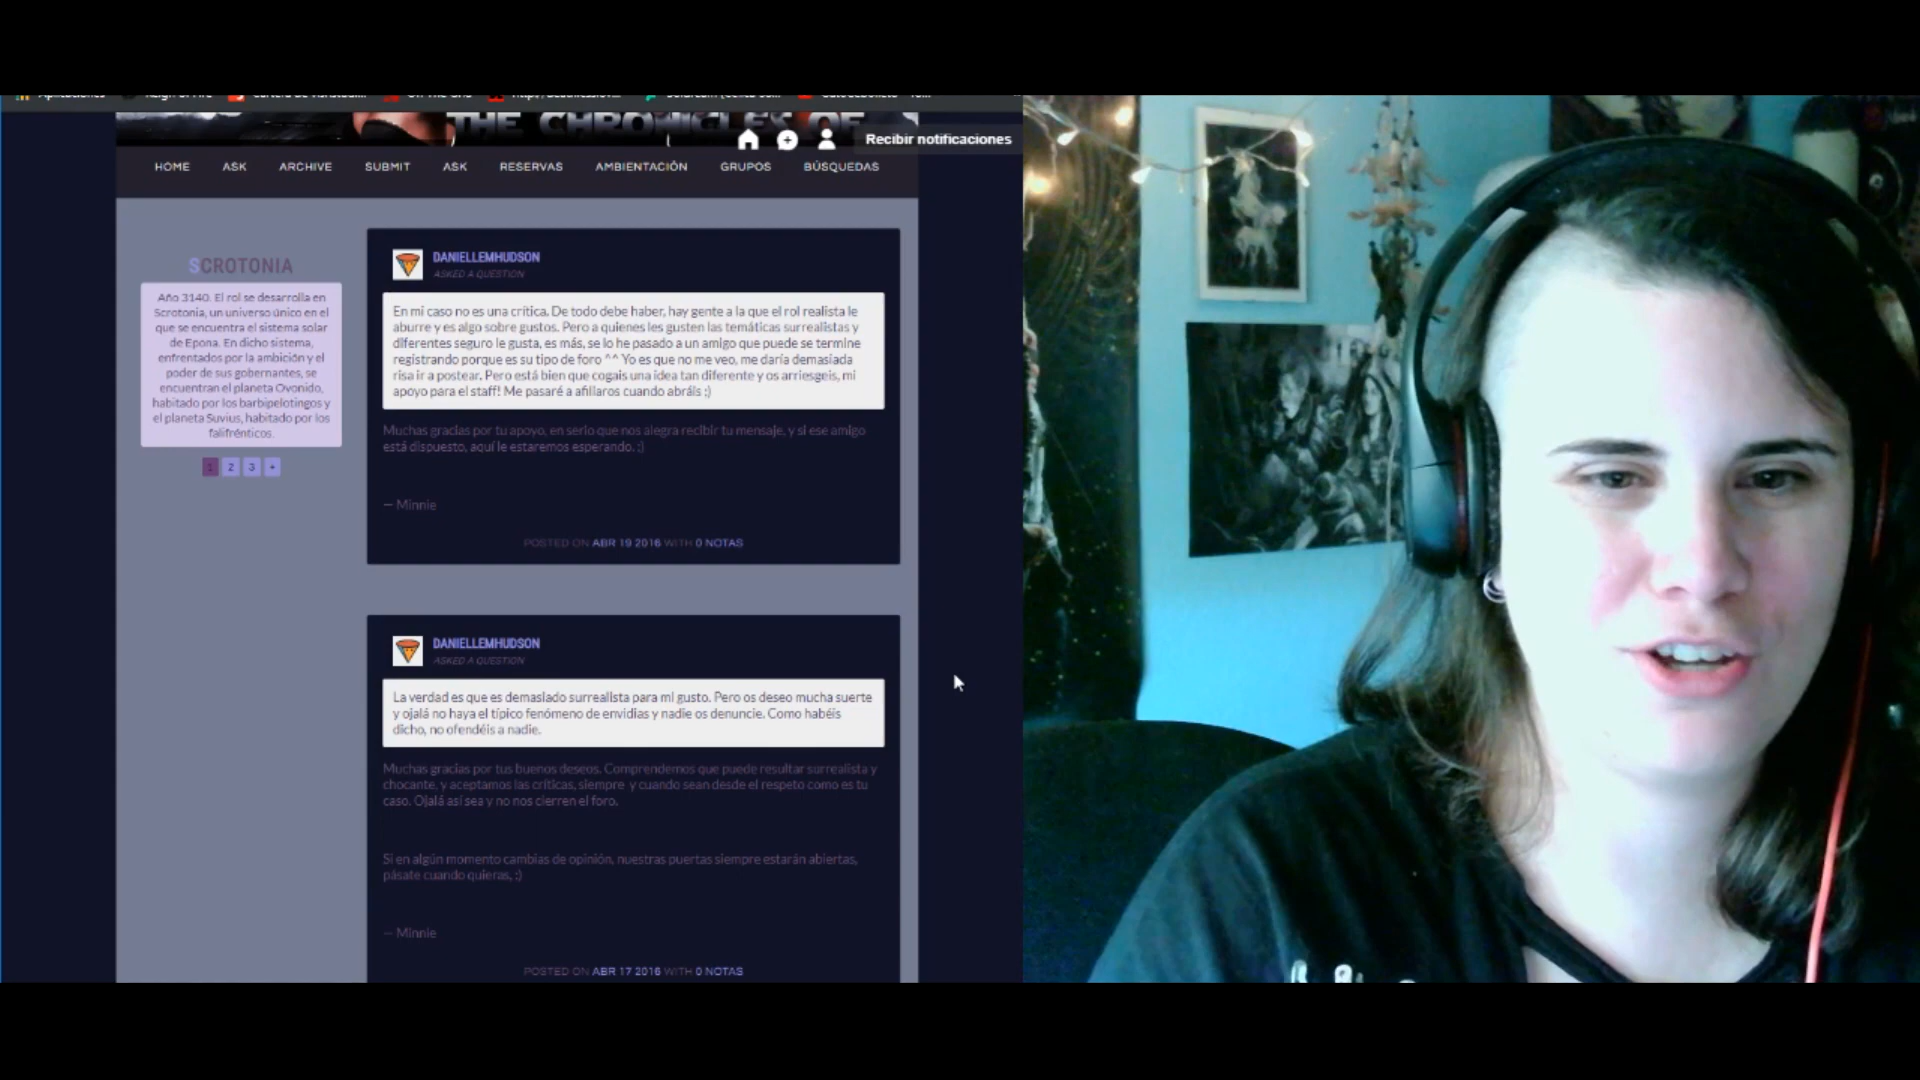 THE CHRONICLES OF
Recibir notificaciones
HOME ASK ARCHIVE SUBMIT ASK RESERVAS AMBIENTACIÓN GRUPOS BÚSQUEDAS
SCROTONIA
Año 3140. El rol se desarrolla en
Scrotonia, un universo único en el
que se encuentra el sistema solar
de Epona. En dicho sistema,
enfrentados por la ambición y el
poder de sus gobernantes, se
encuentran el planeta Ovonido,
habitado por los barbipelotingos y
el planeta Suvius, habitado por los
falifrénticos.
1 2 3 +
DANIELLEMHUDSON
ASKED A QUESTION
En mi caso no es una crítica. De todo debe haber, hay gente a la que el rol realista le
aburre y es algo sobre gustos. Pero a quienes les gusten las temáticas surrealistas y
diferentes seguro le gusta, es más, se lo he pasado a un amigo que puede se termine
registrando porque es su tipo de foro ^^ Yo es que no me veo, me daría demasiada
risa ir a postear. Pero está bien que cogais una idea tan diferente y os arriesgeis, mi
apoyo para el staff! Me pasaré a afiliaros cuando abráis ;)
Muchas gracias por tu apoyo, en serio que nos alegra recibir tu mensaje, y si ese amigo
está dispuesto, aquí le estaremos esperando. ;)
— Minnie
POSTED ON ABR 19 2016 WITH 0 NOTAS
DANIELLEMHUDSON
ASKED A QUESTION
La verdad es que es demasiado surrealista para mi gusto. Pero os deseo mucha suerte
y ojalá no haya el típico fenómeno de envidias y nadie os denuncie. Como habéis
dicho, no ofendéis a nadie.
Muchas gracias por tus buenos deseos. Comprendemos que puede resultar surrealista y
chocante, y aceptamos las críticas, siempre y cuando sean desde el respeto como es tu
caso. Ojalá así sea y no nos cierren el foro.
Si en algún momento cambias de opinión, nuestras puertas siempre estarán abiertas,
pásate cuando quieras, ;)
— Minnie
POSTED ON ABR 17 2016 WITH 0 NOTAS